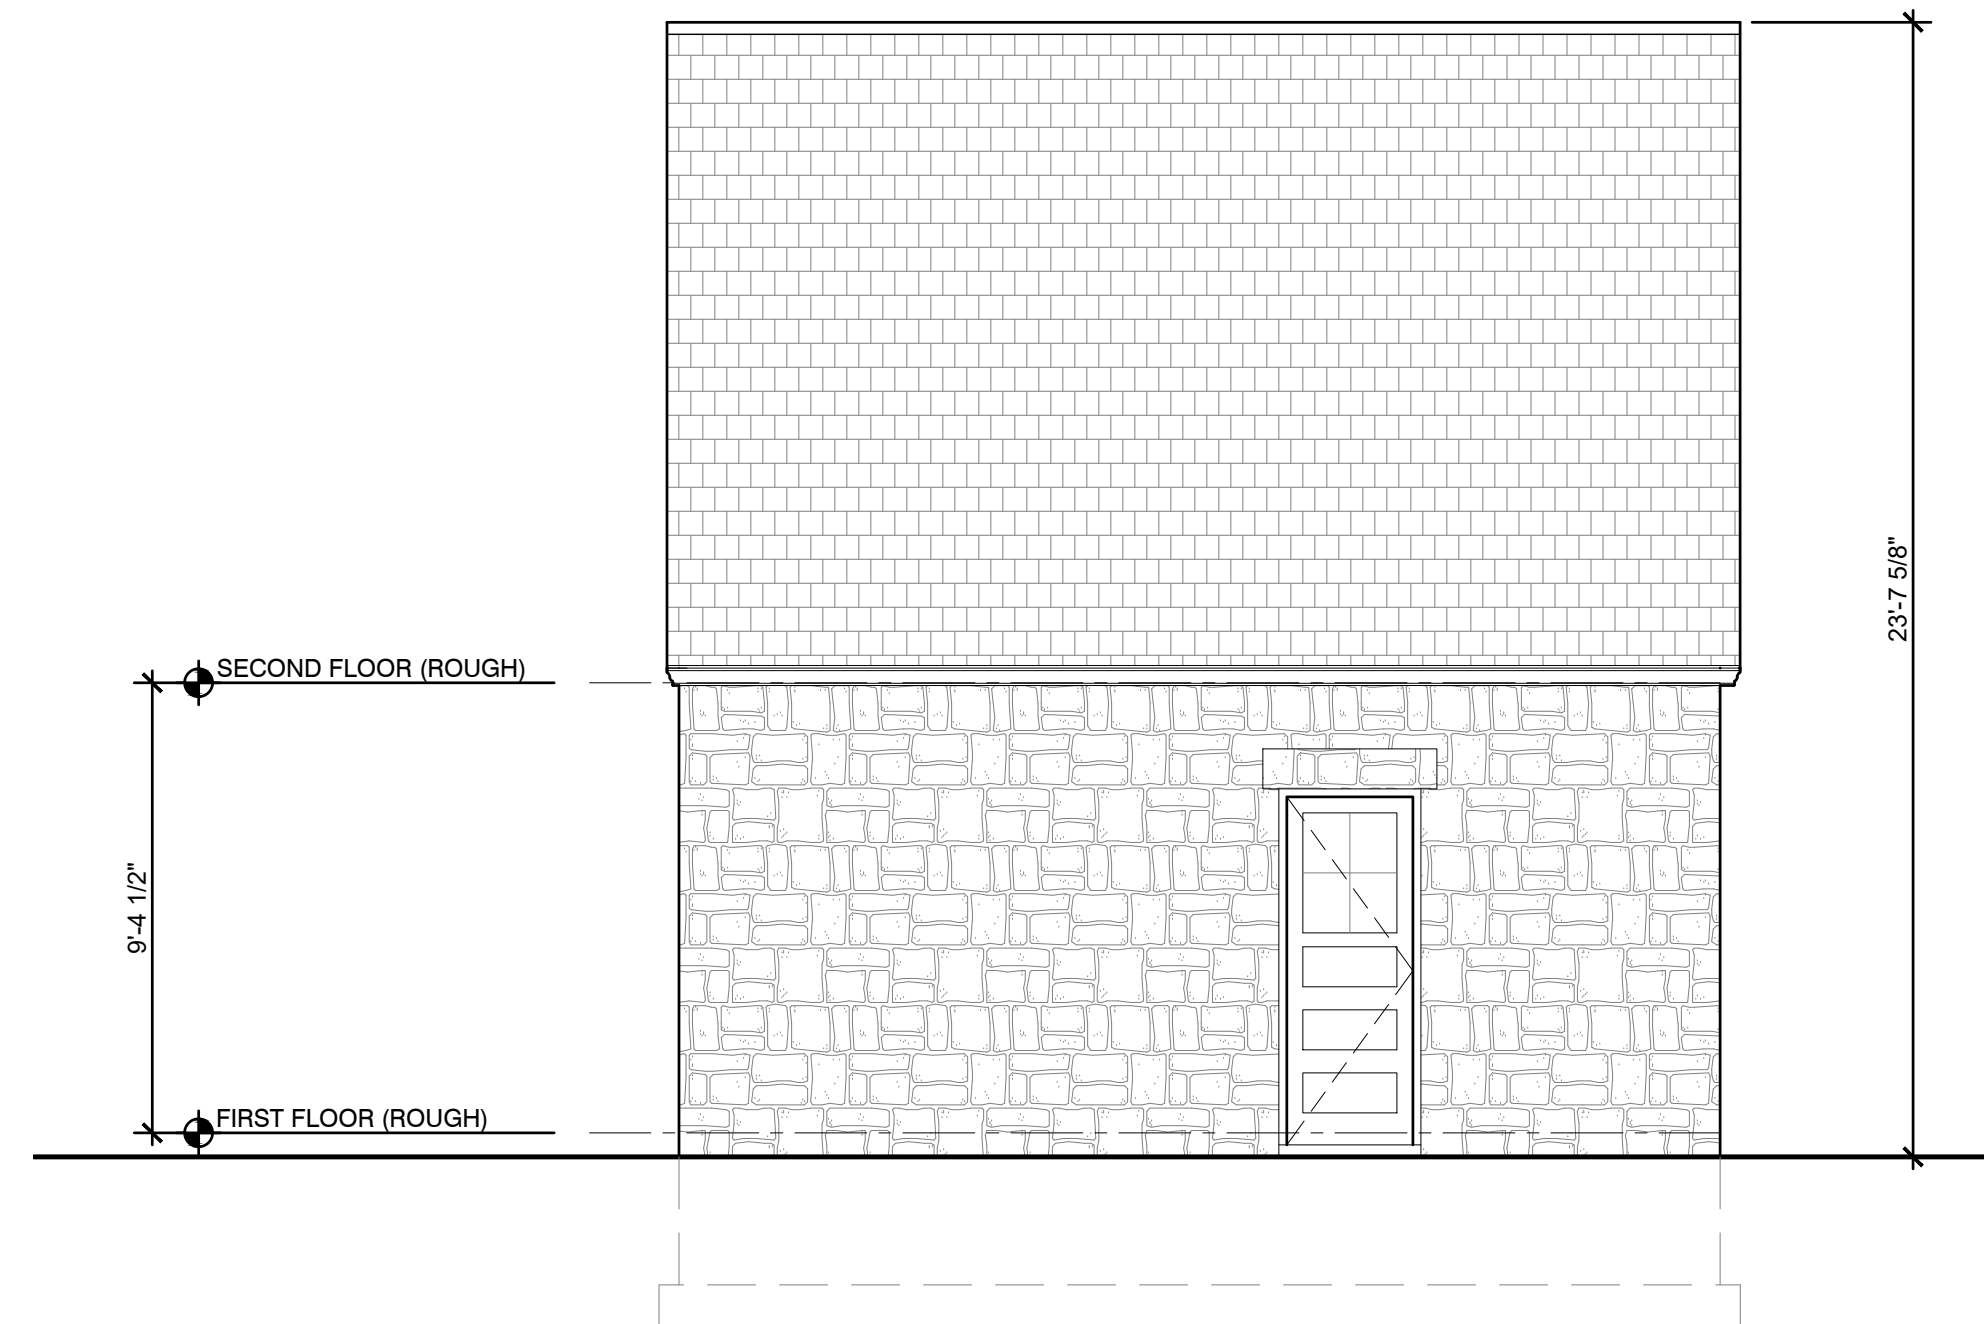 23'-7 5/8"
SECOND FLOOR (ROUGH)
9'-4 1/2"
FIRST FLOOR (ROUGH)